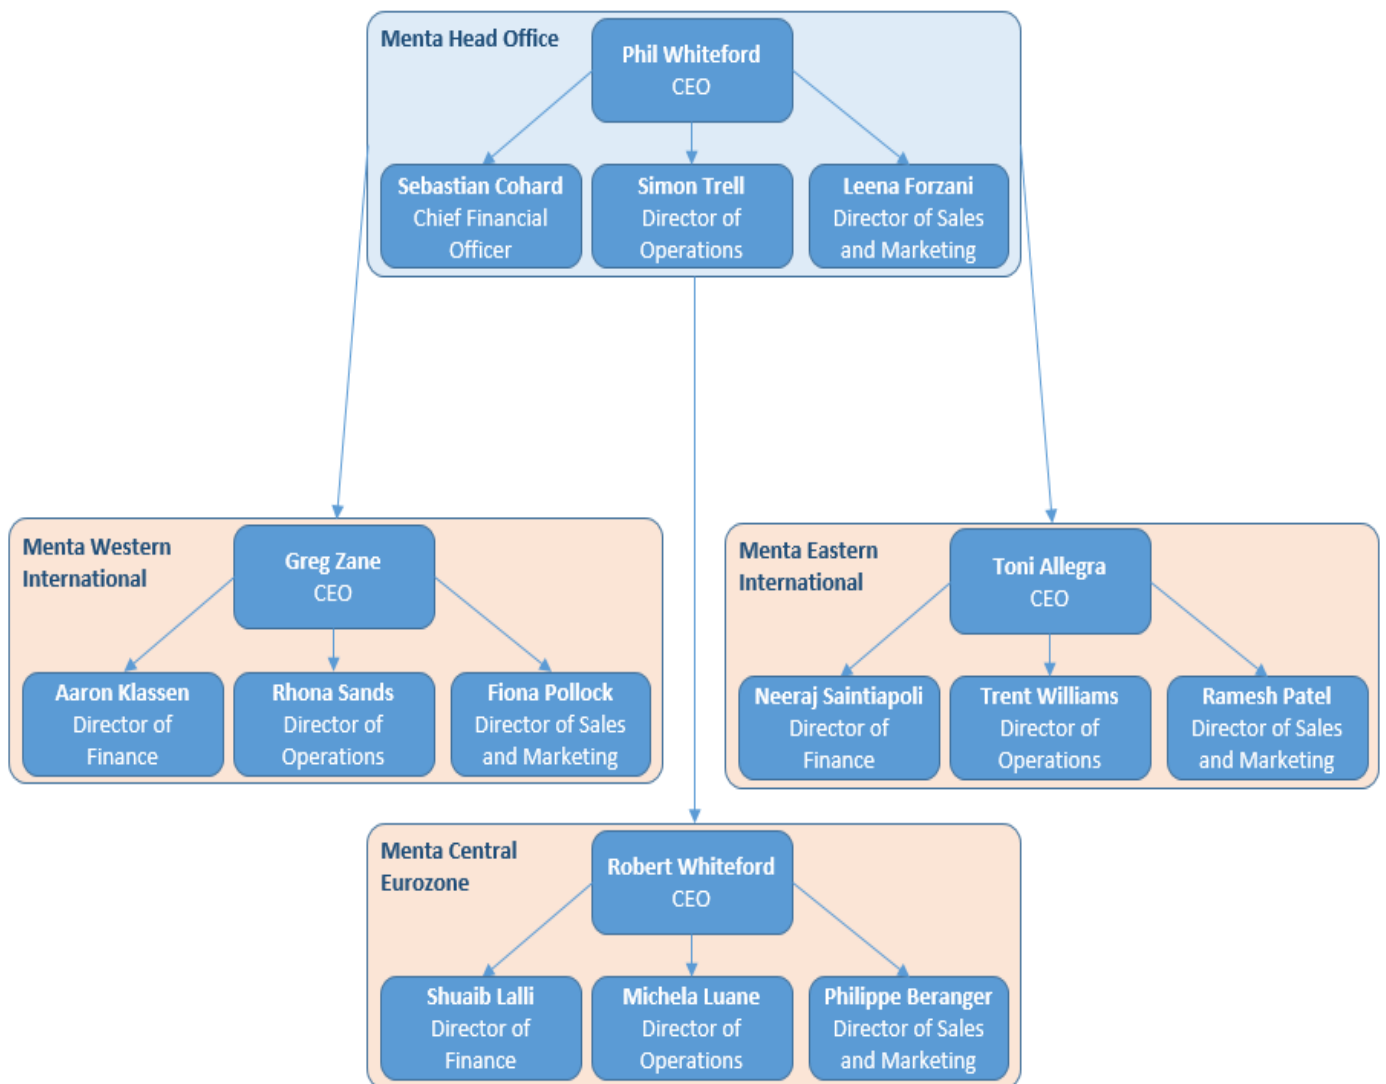 Menta Head Office
Phil Whiteford
CEO
Sebastian Cohard
Chief Financial
Officer
Simon Trell
Director of
Operations
Leena Forzani
Director of Sales
and Marketing
Menta Western
International
Greg Zane
CEO
Aaron Klassen
Director of
Finance
Rhona Sands
Director of
Operations
Fiona Pollock
Director of Sales
and Marketing
Menta Eastern
International
Toni Allegra
CEO
Neeraj Saintiapoli
Director of
Finance
Trent Williams
Director of
Operations
Ramesh Patel
Director of Sales
and Marketing
Menta Central
Eurozone
Robert Whiteford
CEO
Shuaib Lalli
Director of
Finance
Michela Luane
Director of
Operations
Philippe Beranger
Director of Sales
and Marketing